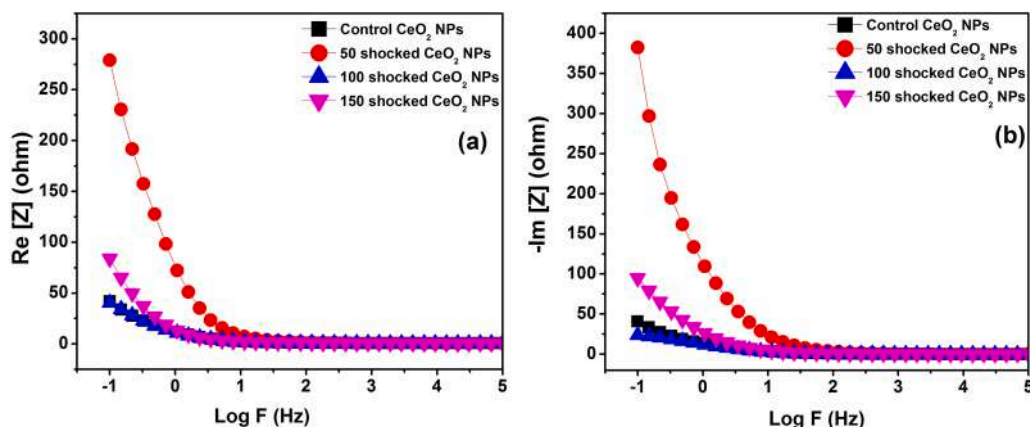 Control CeO₂ NPs
50 shocked CeO₂ NPs
100 shocked CeO₂ NPs
150 shocked CeO₂ NPs
(a)
Re [Z] (ohm)
300
250
200
150
100
50
0
-1 0 1 2 3 4 5
Log F (Hz)
Control CeO₂ NPs
50 shocked CeO₂ NPs
100 shocked CeO₂ NPs
150 shocked CeO₂ NPs
(b)
-Im [Z] (ohm)
400
350
300
250
200
150
100
50
0
-1 0 1 2 3 4 5
Log F (Hz)